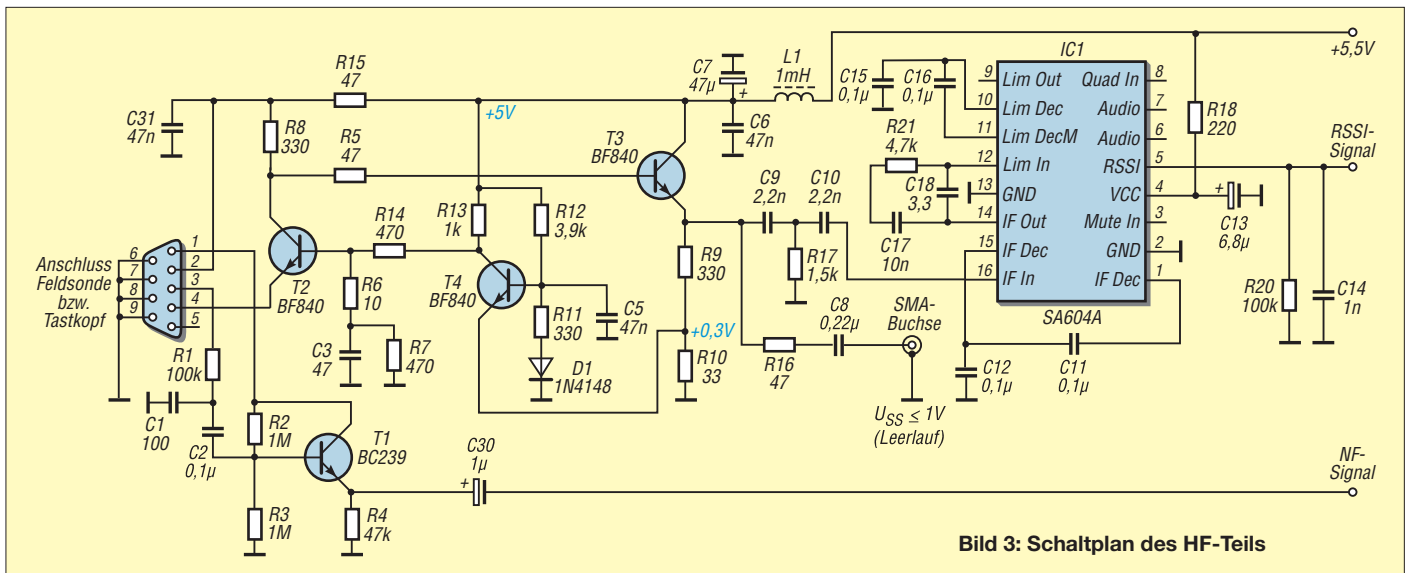 R15
47
C7
47µ
+
L1
1mH
IC1
+5,5V
C31
47n
R8
330
R5
47
+5V
T3
BF840
C6
47n
C15
0,1µ
C16
0,1µ
9 Lim Out
10 Lim Dec
11 Lim DecM
12 Lim In
13 GND
14 IF Out
15 IF Dec
16 IF In
Quad In 8
Audio 7
Audio 6
RSSI 5
VCC 4
Mute In 3
GND 2
IF Dec 1
SA604A
R18
220
RSSI-
Signal
R21
4,7k
C18
3,3
C17
10n
+
C13
6,8µ
R20
100k
C14
1n
Anschluss
Feldsonde
bzw.
Tastkopf
6
7
8
9
1
2
3
4
5
T2
BF840
R14
470
R13
1k
R12
3,9k
T4
BF840
R6
10
C3
47
R7
470
R11
330
C5
47n
D1
1N4148
C9
2,2n
C10
2,2n
R9
330
R17
1,5k
+0,3V
R10
33
C8
0,22µ
R16
47
SMA-
Buchse
USS ≤ 1V
(Leerlauf)
C12
0,1µ
C11
0,1µ
R1
100k
C1
100
C2
0,1µ
R2
1M
T1
BC239
R3
1M
R4
47k
C30
1µ
+
NF-
Signal
Bild 3: Schaltplan des HF-Teils